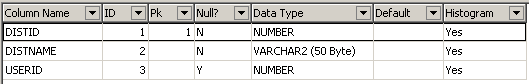 Column Name ID Pk Null? Data Type Default Histogram
DISTID 1 1 N NUMBER Yes
DISTNAME 2 N VARCHAR2 (50 Byte) Yes
USERID 3 Y NUMBER Yes